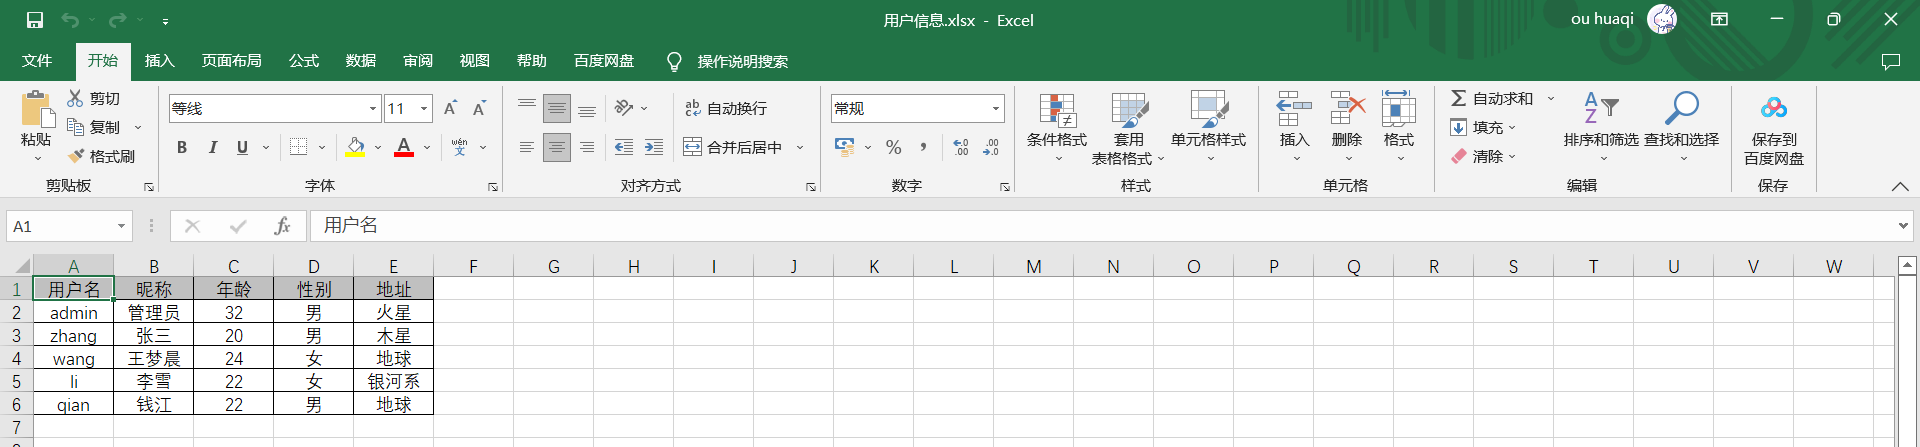 用户信息.xlsx - Excel
ou huaqi
文件 开始 插入 页面布局 公式 数据 审阅 视图 帮助 百度网盘 操作说明搜索
粘贴
剪切
复制
格式刷
剪贴板
等线 11
B I U A wén 文
字体
ab c 自动换行
合并后居中
对齐方式
常规
% , .0 .00 .00 .0
数字
条件格式
套用
表格格式
单元格样式
样式
插入 删除 格式
单元格
Σ 自动求和
填充
清除
A Z 排序和筛选
查找和选择
编辑
保存到
百度网盘
保存
A1 fx 用户名
A B C D E F G H I J K L M N O P Q R S T U V W
1 用户名 昵称 年龄 性别 地址
2 admin 管理员 32 男 火星
3 zhang 张三 20 男 木星
4 wang 王梦晨 24 女 地球
5 li 李雪 22 女 银河系
6 qian 钱江 22 男 地球
7